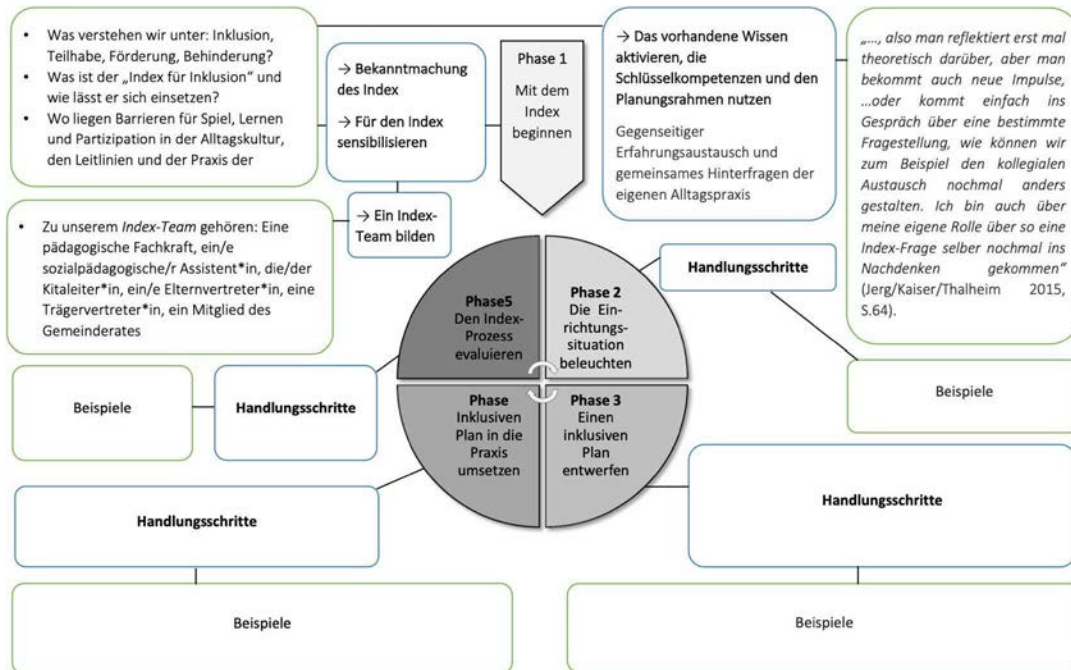 • Was verstehen wir unter: Inklusion,
Teilhabe, Förderung, Behinderung?
• Was ist der „Index für Inklusion“ und
wie lässt er sich einsetzen?
• Wo liegen Barrieren für Spiel, Lernen
und Partizipation in der Alltagskultur,
den Leitlinien und der Praxis der
→ Bekanntmachung
des Index
→ Für den Index
sensibilisieren
Phase 1
Mit dem
Index
beginnen
→ Das vorhandene Wissen
aktivieren, die
Schlüsselkompetenzen und den
Planungsrahmen nutzen
Gegenseitiger
Erfahrungsaustausch und
gemeinsames Hinterfragen der
eigenen Alltagspraxis
„…, also man reflektiert erst mal
theoretisch darüber, aber man
bekommt auch neue Impulse,
…oder kommt einfach ins
Gespräch über eine bestimmte
Fragestellung, wie können wir
zum Beispiel den kollegialen
Austausch nochmal anders
gestalten. Ich bin auch über
meine eigene Rolle über so eine
Index-Frage selber nochmal ins
Nachdenken gekommen“
(Jerg/Kaiser/Thalheim 2015,
S.64).
→ Ein Index-
Team bilden
• Zu unserem Index-Team gehören: Eine
pädagogische Fachkraft, ein/e
sozialpädagogische/r Assistent*in, die/der
Kitaleiter*in, ein/e Elternvertreter*in, eine
Trägervertreter*in, ein Mitglied des
Gemeinderates
Handlungsschritte
Phase5
Den Index-
Prozess
evaluieren
Phase 2
Die Ein-
richtungs-
situation
beleuchten
Beispiele
Handlungsschritte
Beispiele
Phase
Inklusiven
Plan in die
Praxis
umsetzen
Phase 3
Einen
inklusiven
Plan
entwerfen
Handlungsschritte
Handlungsschritte
Beispiele
Beispiele